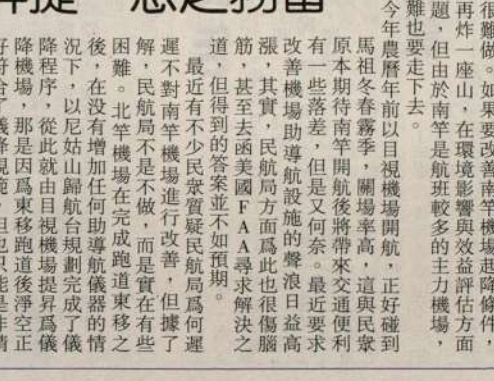 很難做。如果要改善南竿機場起降條件，
再炸一座山，在環境影響與效益評估方面
題，但由於南竿是航班較多的主力機場，
難也要走下去。
今年農曆年前以目視機場開航，正好碰到
馬祖冬春霧季，關場率高，這與民眾
原本期待南竿開航後將帶來交通便利
有一些落差，但是又何奈。最近要求
改善機場助導航設施的聲浪日益高
漲，其實，民航局方面爲此也很傷腦
筋，甚至去函美國FAA尋求解決之
道，但得到的答案並不如預期。
最近有不少民眾質疑民航局爲何遲
遲不對南竿機場進行改善，但據了
解，民航局不是不做，而是實在有些
困難。北竿機場在完成跑道東移之
後，在沒有增加任何助導航儀器的情
況下，以尼姑山歸航台規劃完成了儀
降程序，從此就由目視機場提昇爲儀
降機場，那是因爲東移跑道後淨空正